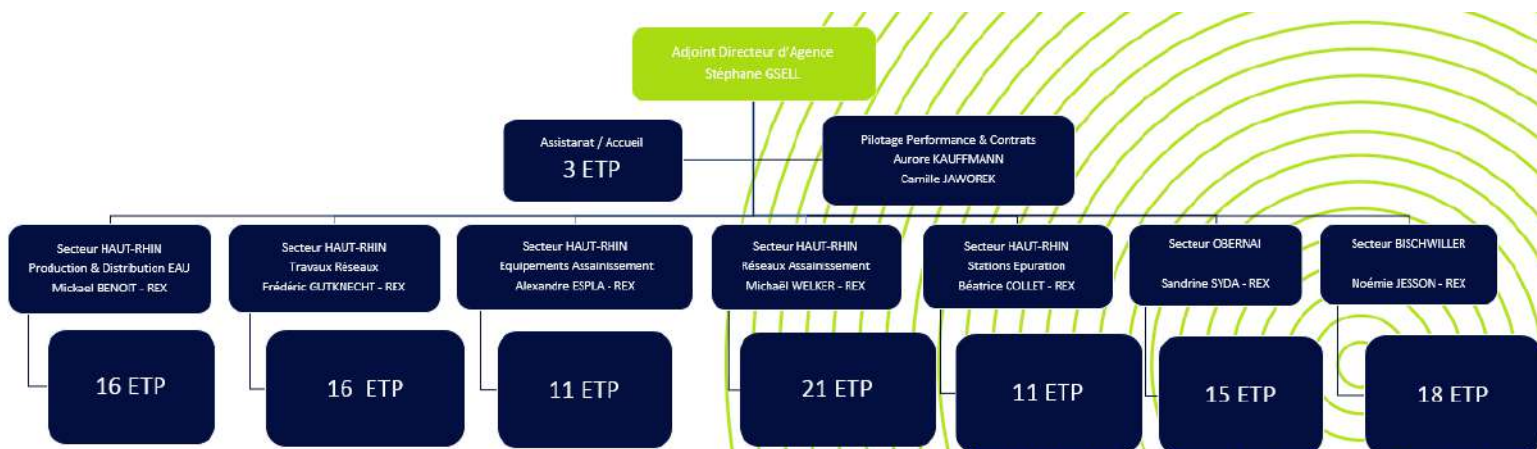 Adjoint Directeur d'Agence
Stéphane GSELL
Assistanat / Accueil
3 ETP
Pilotage Performance & Contrats
Aurore KAUFFMANN
Camille JAWOREK
Secteur HAUT-RHIN
Production & Distribution EAU
Mickael BENOIT - REX
Secteur HAUT-RHIN
Travaux Réseaux
Frédéric GUTKNECHT - REX
Secteur HAUT-RHIN
Equipements Assainissement
Alexandre ESPLA - REX
Secteur HAUT-RHIN
Réseaux Assainissement
Michaël WELKER - REX
Secteur HAUT-RHIN
Stations Epuration
Béatrice COLLET - REX
Secteur OBERNAI
Sandrine SYDA - REX
Secteur BISCHWILLER
Noémie JESSON - REX
16 ETP
16 ETP
11 ETP
21 ETP
11 ETP
15 ETP
18 ETP